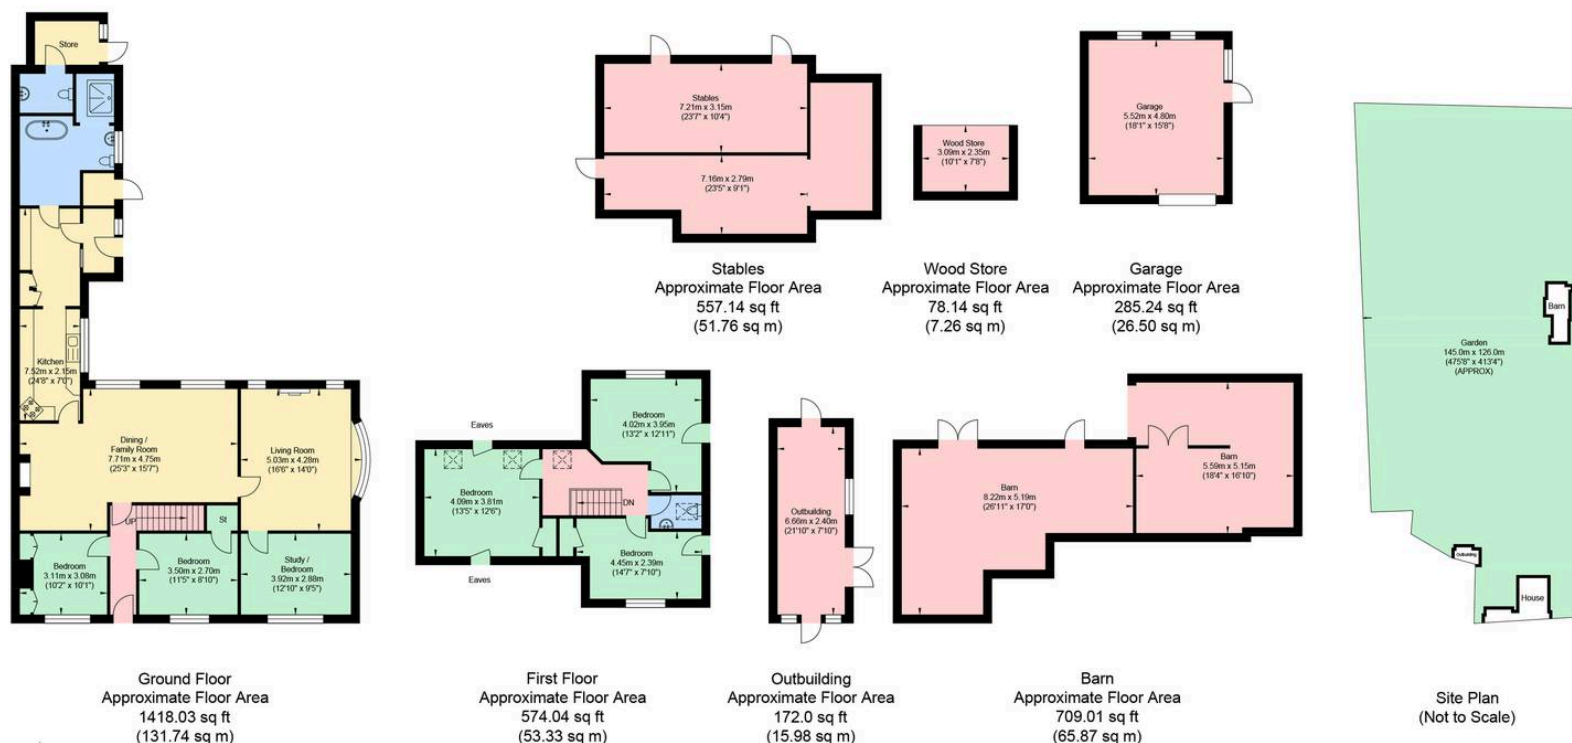 Store
Kitchen
7.52m x 2.15m
(24'8" x 7'0")
Dining /
Family Room
7.71m x 4.75m
(25'3" x 15'7")
Living Room
5.03m x 4.28m
(16'6" x 14'0")
UP
St
Bedroom
3.11m x 3.08m
(10'2" x 10'1")
Bedroom
3.50m x 2.70m
(11'5" x 8'10")
Study /
Bedroom
3.92m x 2.88m
(12'10" x 9'5")
Ground Floor
Approximate Floor Area
1418.03 sq ft
(131.74 sq m)
Stables
7.21m x 3.15m
(23'7" x 10'4")
7.16m x 2.79m
(23'5" x 9'1")
Stables
Approximate Floor Area
557.14 sq ft
(51.76 sq m)
Wood Store
3.09m x 2.35m
(10'1" x 7'8")
Wood Store
Approximate Floor Area
78.14 sq ft
(7.26 sq m)
Garage
5.52m x 4.80m
(18'1" x 15'8")
Garage
Approximate Floor Area
285.24 sq ft
(26.50 sq m)
Eaves
Bedroom
4.02m x 3.95m
(13'2" x 12'11")
Bedroom
4.09m x 3.81m
(13'5" x 12'6")
DN
Bedroom
4.45m x 2.39m
(14'7" x 7'10")
Eaves
First Floor
Approximate Floor Area
574.04 sq ft
(53.33 sq m)
Outbuilding
6.66m x 2.40m
(21'10" x 7'10")
Outbuilding
Approximate Floor Area
172.0 sq ft
(15.98 sq m)
Barn
8.22m x 5.19m
(26'11" x 17'0")
Barn
5.59m x 5.15m
(18'4" x 16'10")
Barn
Approximate Floor Area
709.01 sq ft
(65.87 sq m)
Barn
Garden
145.0m x 126.0m
(475'8" x 413'4")
(APPROX)
Outbuilding
House
Site Plan
(Not to Scale)